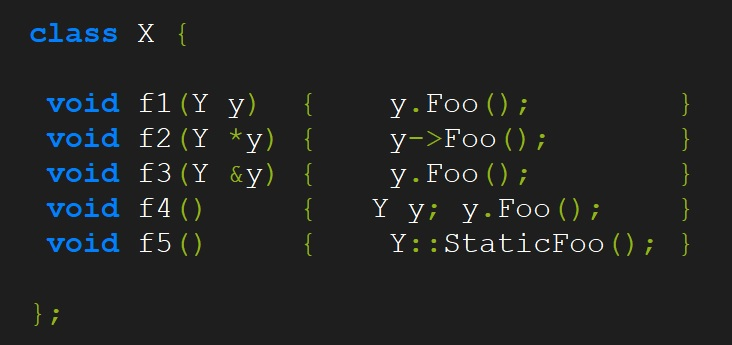 class X {
void f1(Y y) { y.Foo(); }
void f2(Y *y) { y->Foo(); }
void f3(Y &y) { y.Foo(); }
void f4() { Y y; y.Foo(); }
void f5() { Y::StaticFoo(); }
};